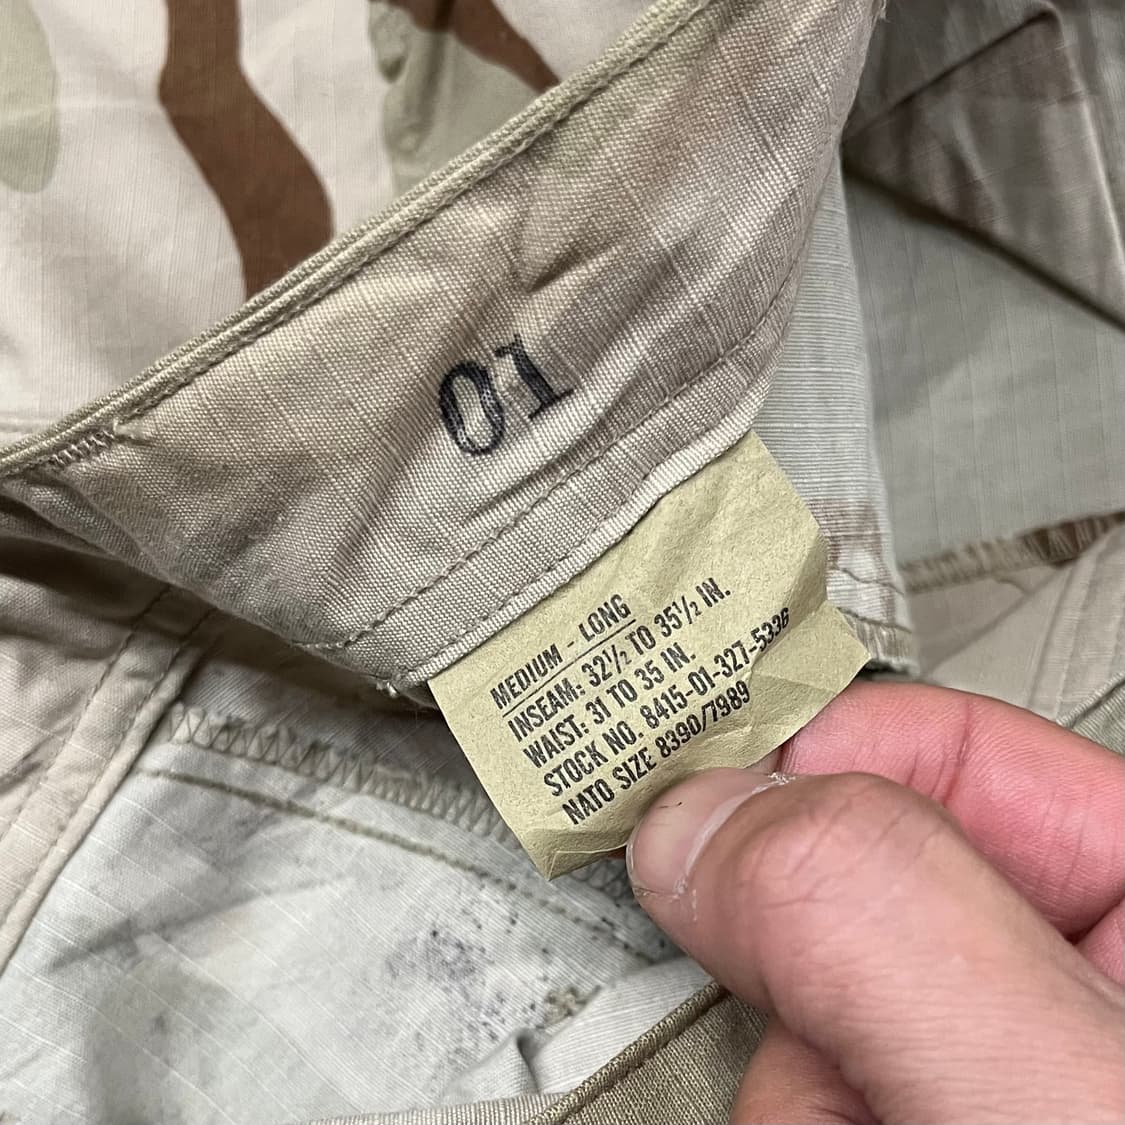 01
MEDIUM - LONG
INSEAM: 32½ TO 35½ IN.
WAIST: 31 TO 35 IN.
STOCK NO. 8415-01-327-5336
NATO SIZE 8390/7989